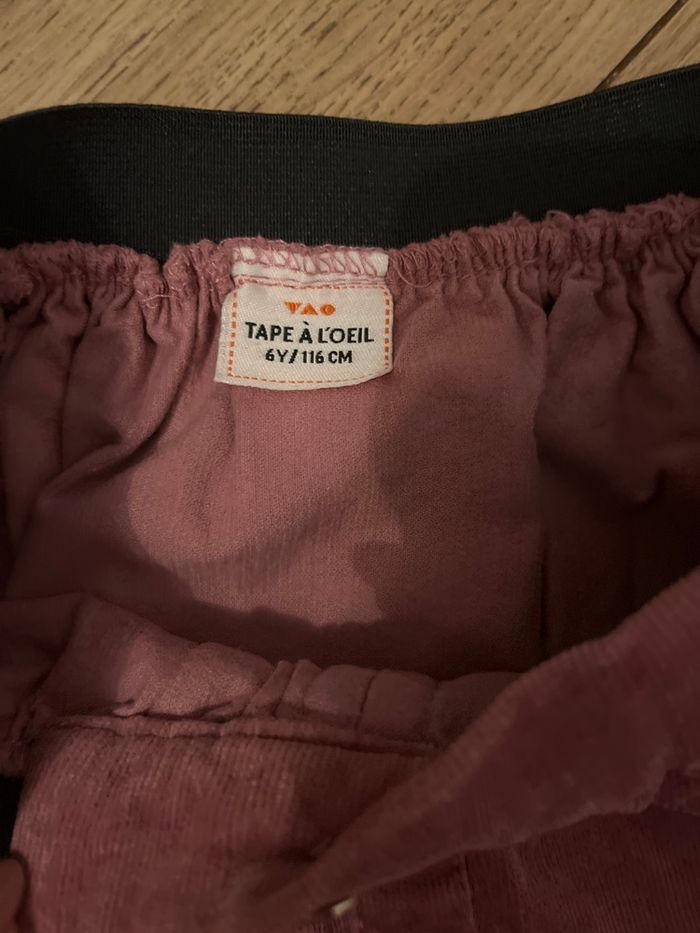 TAO
TAPE À L'OEIL
6Y/116 CM